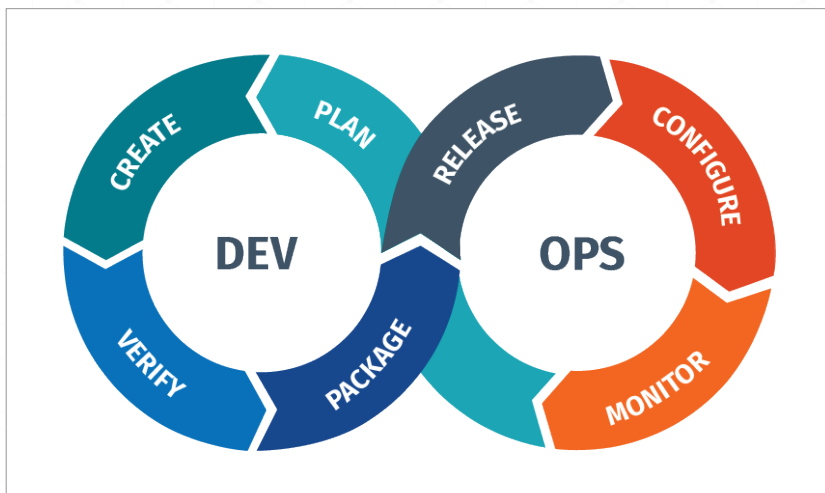 PLAN
CREATE
VERIFY
PACKAGE
RELEASE
CONFIGURE
MONITOR
DEV
OPS